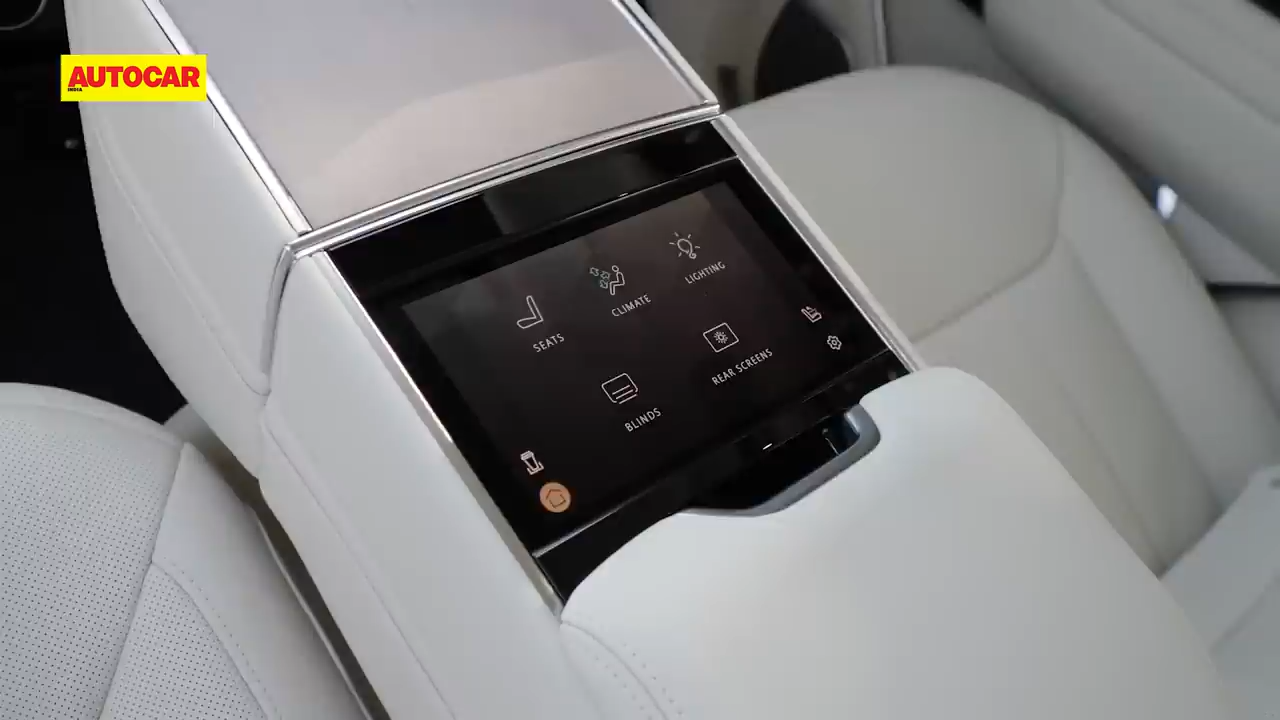 AUTOCAR
INDIA
SEATS
CLIMATE
LIGHTING
BLINDS
REAR SCREENS